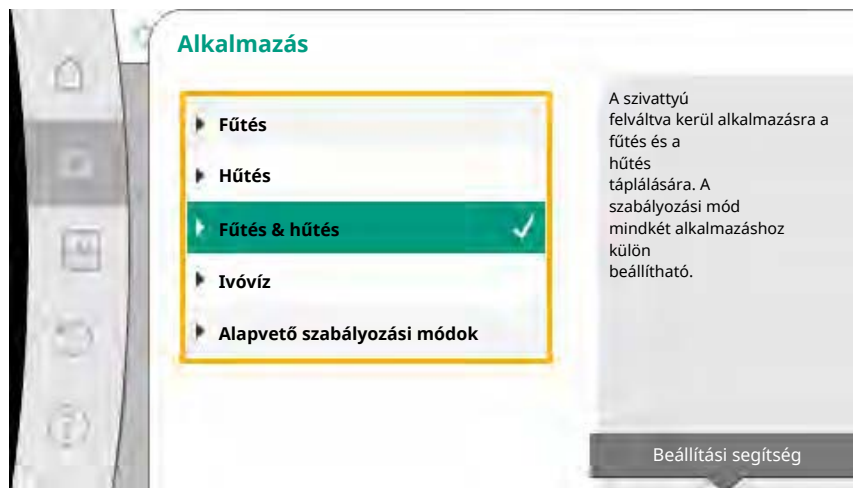 Alkalmazás
Fűtés
Hűtés
Fűtés & hűtés
Ivóvíz
Alapvető szabályozási módok
A szivattyú
felváltva kerül alkalmazásra a
fűtés és a
hűtés
táplálására. A
szabályozási mód
mindkét alkalmazáshoz
külön
beállítható.
Beállítási segítség